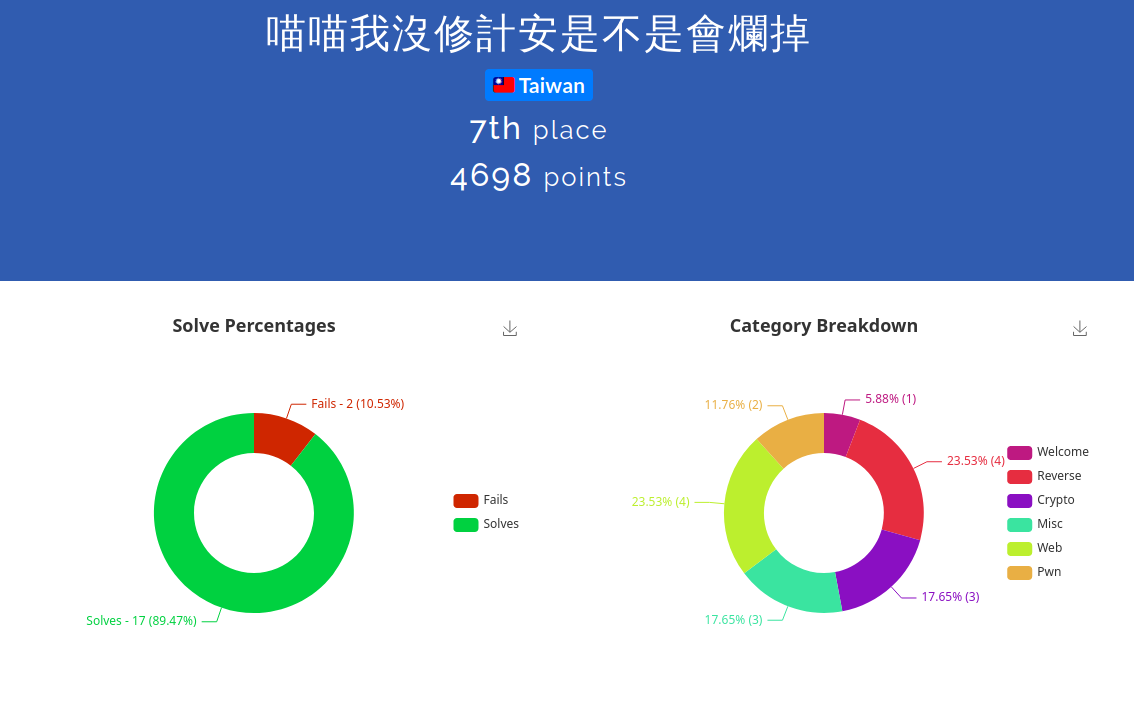 喵喵我沒修計安是不是會爛掉
Taiwan
7th place
4698 points
Solve Percentages
Fails - 2 (10.53%)
Solves - 17 (89.47%)
Fails
Solves
Category Breakdown
5.88% (1)
11.76% (2)
23.53% (4)
23.53% (4)
17.65% (3)
17.65% (3)
Welcome
Reverse
Crypto
Misc
Web
Pwn